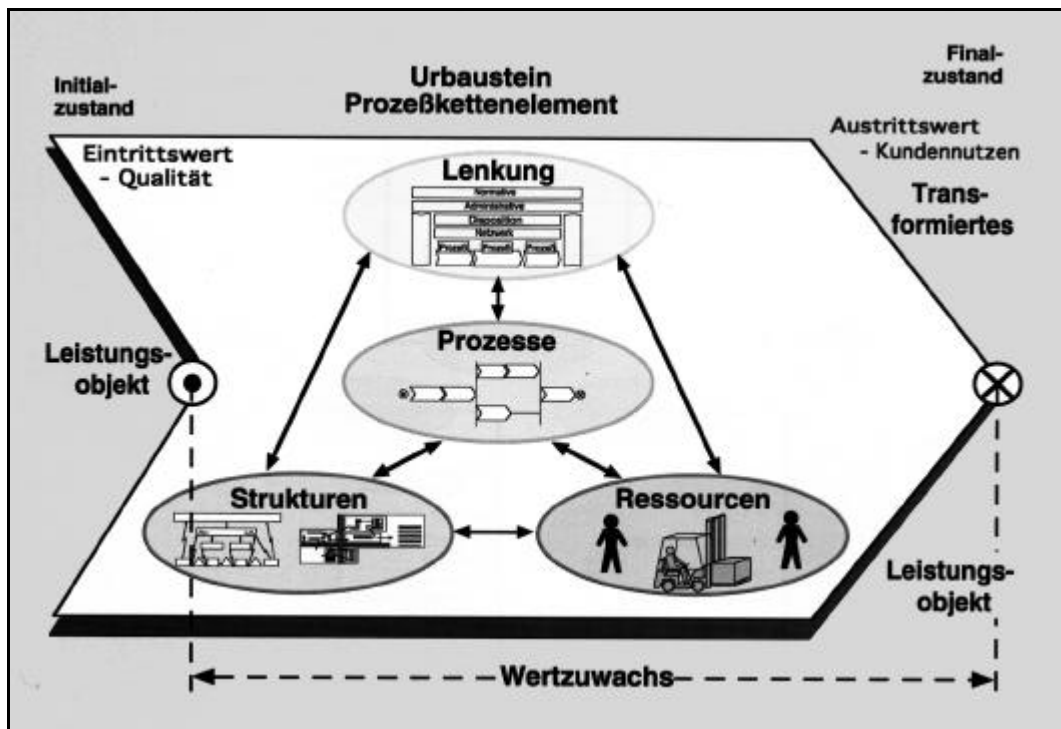 Initial-
zustand
Urbaustein
Prozeßkettenelement
Final-
zustand
Eintrittswert
- Qualität
Austrittswert
- Kundennutzen
Lenkung
Normative
Administrative
Disposition
Netzwerk
Prozeß Prozeß Prozeß
Trans-
formiertes
Prozesse
Leistungs-
objekt
Strukturen
Ressourcen
Leistungs-
objekt
Wertzuwachs